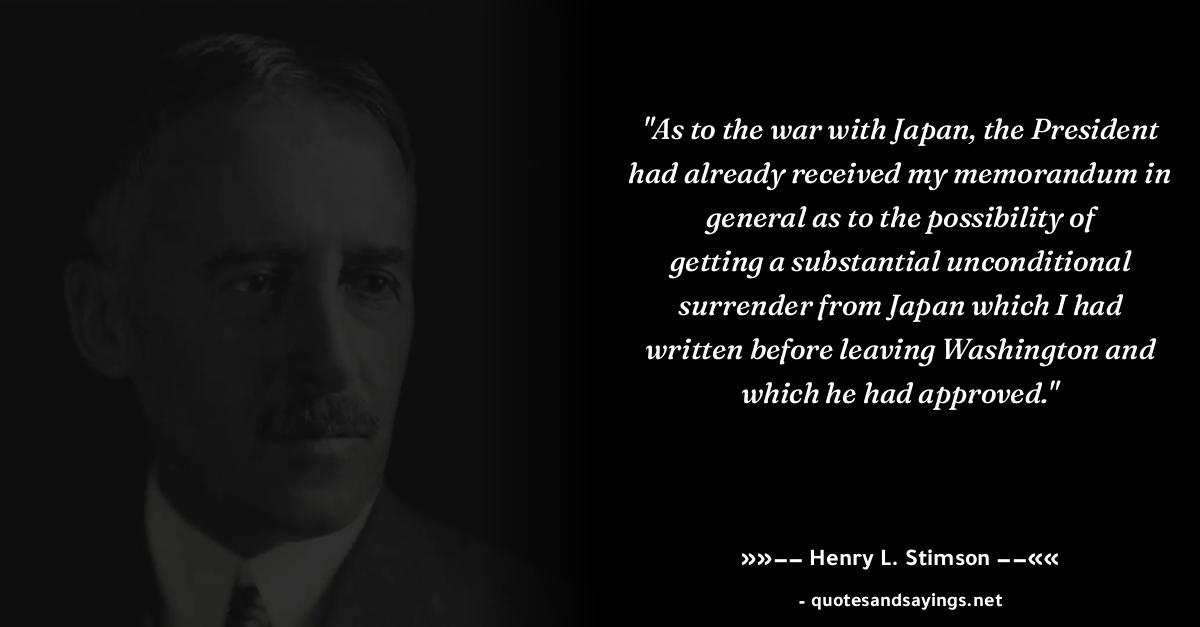 "As to the war with Japan, the President
had already received my memorandum in
general as to the possibility of
getting a substantial unconditional
surrender from Japan which I had
written before leaving Washington and
which he had approved."
»»−− Henry L. Stimson −−««
- quotesandsayings.net